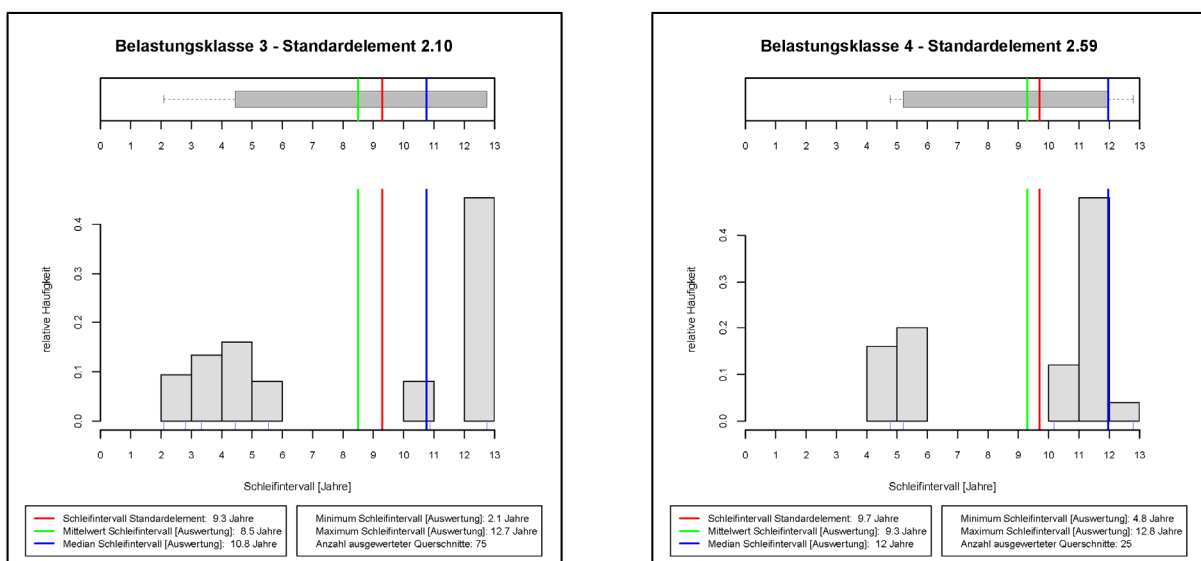 Belastungsklasse 3 - Standardelement 2.10
0 1 2 3 4 5 6 7 8 9 10 11 12 13
relative Häufigkeit
0.0 0.1 0.2 0.3 0.4
0 1 2 3 4 5 6 7 8 9 10 11 12 13
Schleifintervall [Jahre]
Schleifintervall Standardelement: 9.3 Jahre
Mittelwert Schleifintervall [Auswertung]: 8.5 Jahre
Median Schleifintervall [Auswertung]: 10.8 Jahre
Minimum Schleifintervall [Auswertung]: 2.1 Jahre
Maximum Schleifintervall [Auswertung]: 12.7 Jahre
Anzahl ausgewerteter Querschnitte: 75
Belastungsklasse 4 - Standardelement 2.59
0 1 2 3 4 5 6 7 8 9 10 11 12 13
relative Häufigkeit
0.0 0.1 0.2 0.3 0.4
0 1 2 3 4 5 6 7 8 9 10 11 12 13
Schleifintervall [Jahre]
Schleifintervall Standardelement: 9.7 Jahre
Mittelwert Schleifintervall [Auswertung]: 9.3 Jahre
Median Schleifintervall [Auswertung]: 12 Jahre
Minimum Schleifintervall [Auswertung]: 4.8 Jahre
Maximum Schleifintervall [Auswertung]: 12.8 Jahre
Anzahl ausgewerteter Querschnitte: 25